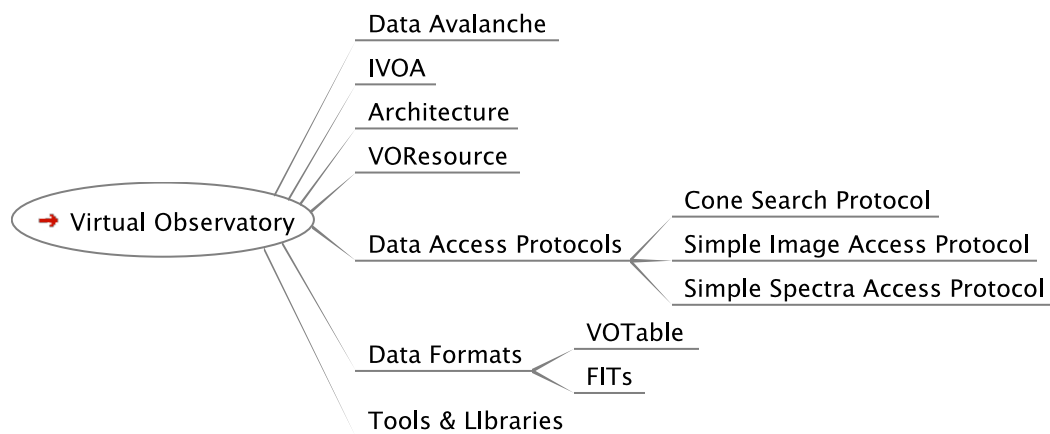 Data Avalanche
IVOA
Architecture
VOResource
Virtual Observatory
Data Access Protocols
Cone Search Protocol
Simple Image Access Protocol
Simple Spectra Access Protocol
Data Formats
VOTable
FITs
Tools & LIbraries